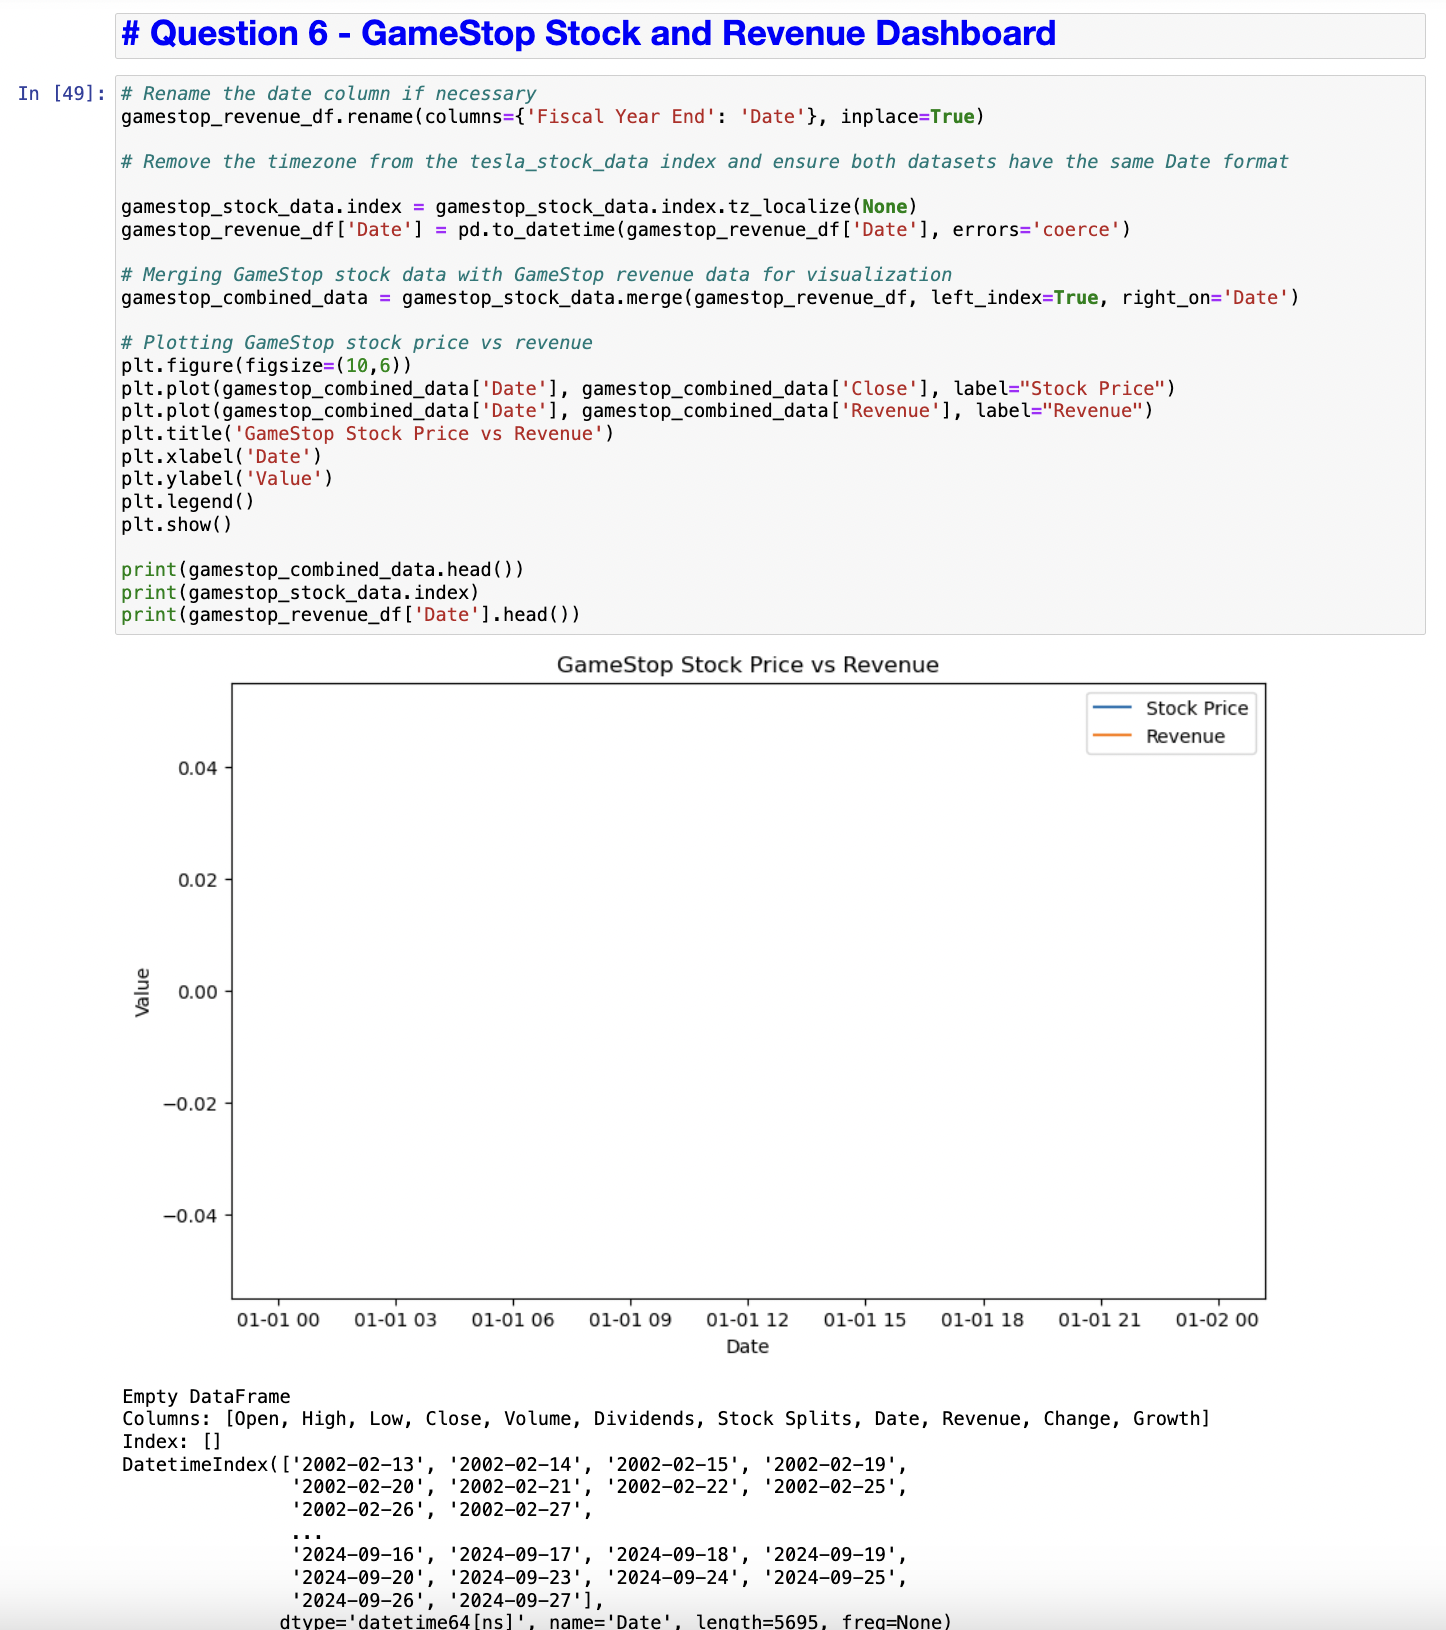 # Question 6 - GameStop Stock and Revenue Dashboard
In [49]:
# Rename the date column if necessary
gamestop_revenue_df.rename(columns={'Fiscal Year End': 'Date'}, inplace=True)
# Remove the timezone from the tesla_stock_data index and ensure both datasets have the same Date format
gamestop_stock_data.index = gamestop_stock_data.index.tz_localize(None)
gamestop_revenue_df['Date'] = pd.to_datetime(gamestop_revenue_df['Date'], errors='coerce')
# Merging GameStop stock data with GameStop revenue data for visualization
gamestop_combined_data = gamestop_stock_data.merge(gamestop_revenue_df, left_index=True, right_on='Date')
# Plotting GameStop stock price vs revenue
plt.figure(figsize=(10,6))
plt.plot(gamestop_combined_data['Date'], gamestop_combined_data['Close'], label="Stock Price")
plt.plot(gamestop_combined_data['Date'], gamestop_combined_data['Revenue'], label="Revenue")
plt.title('GameStop Stock Price vs Revenue')
plt.xlabel('Date')
plt.ylabel('Value')
plt.legend()
plt.show()
print(gamestop_combined_data.head())
print(gamestop_stock_data.index)
print(gamestop_revenue_df['Date'].head())
GameStop Stock Price vs Revenue
Stock Price
Revenue
0.04
0.02
0.00
−0.02
−0.04
Value
01-01 00 01-01 03 01-01 06 01-01 09 01-01 12 01-01 15 01-01 18 01-01 21 01-02 00
Date
Empty DataFrame
Columns: [Open, High, Low, Close, Volume, Dividends, Stock Splits, Date, Revenue, Change, Growth]
Index: []
DatetimeIndex(['2002-02-13', '2002-02-14', '2002-02-15', '2002-02-19',
'2002-02-20', '2002-02-21', '2002-02-22', '2002-02-25',
'2002-02-26', '2002-02-27',
...
'2024-09-16', '2024-09-17', '2024-09-18', '2024-09-19',
'2024-09-20', '2024-09-23', '2024-09-24', '2024-09-25',
'2024-09-26', '2024-09-27'],
dtype='datetime64[ns]', name='Date', length=5695, freq=None)